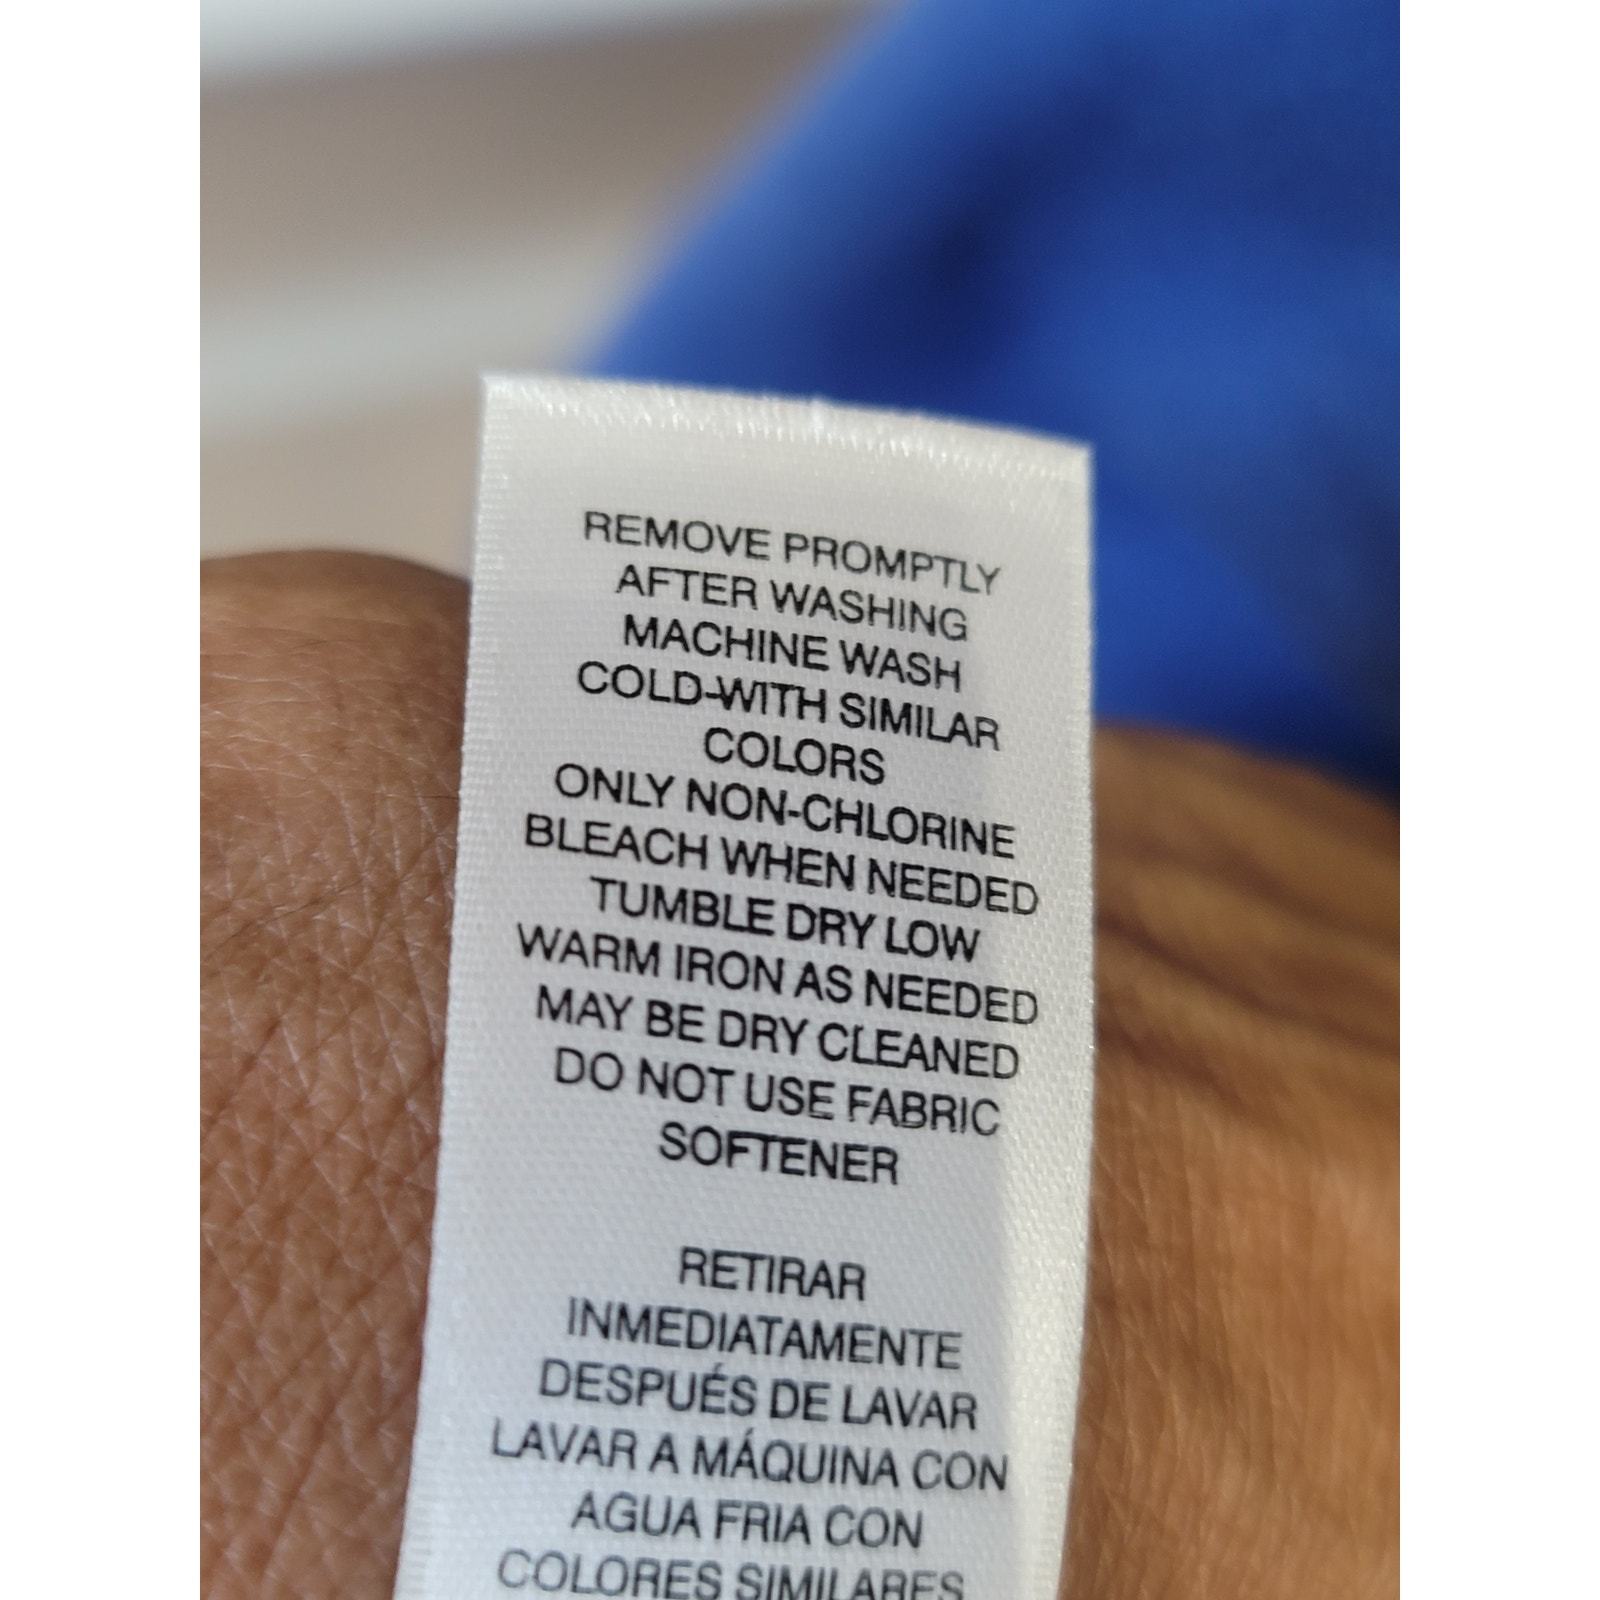 REMOVE PROMPTLY
AFTER WASHING
MACHINE WASH
COLD-WITH SIMILAR
COLORS
ONLY NON-CHLORINE
BLEACH WHEN NEEDED
TUMBLE DRY LOW
WARM IRON AS NEEDED
MAY BE DRY CLEANED
DO NOT USE FABRIC
SOFTENER
RETIRAR
INMEDIATAMENTE
DESPUÉS DE LAVAR
LAVAR A MÁQUINA CON
AGUA FRIA CON
COLORES SIMILARES